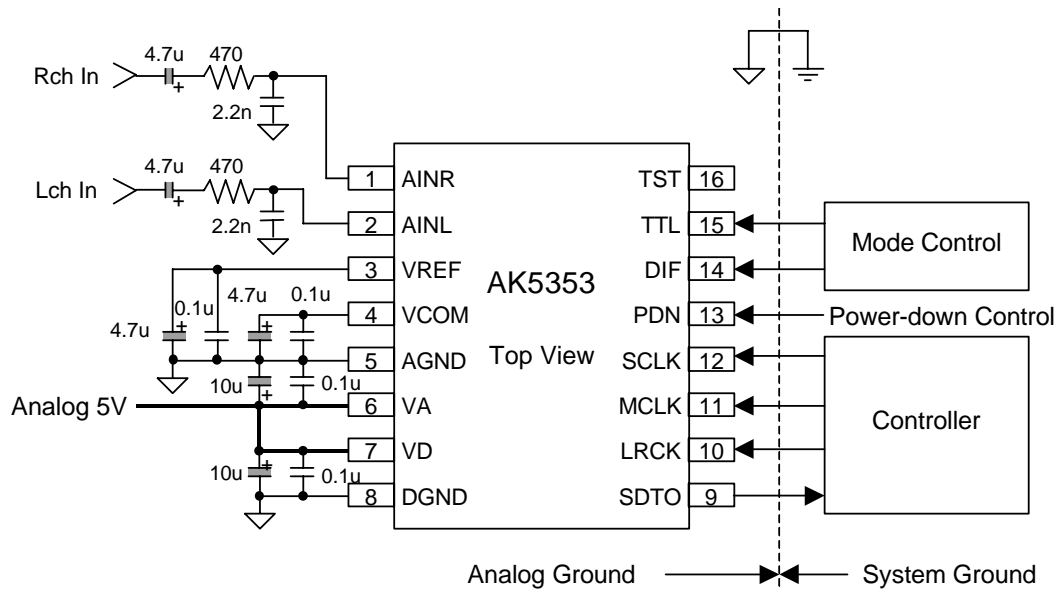 4.7u 470
Rch In
+
2.2n
4.7u 470
Lch In
+
2.2n
1 AINR
2 AINL
3 VREF
4 VCOM
5 AGND
6 VA
7 VD
8 DGND
AK5353
Top View
TST 16
TTL 15
DIF 14
PDN 13
SCLK 12
MCLK 11
LRCK 10
SDTO 9
4.7u 0.1u 4.7u 0.1u
+ +
10u 0.1u
+
Analog 5V
10u 0.1u
+
Mode Control
Power-down Control
Controller
Analog Ground
System Ground